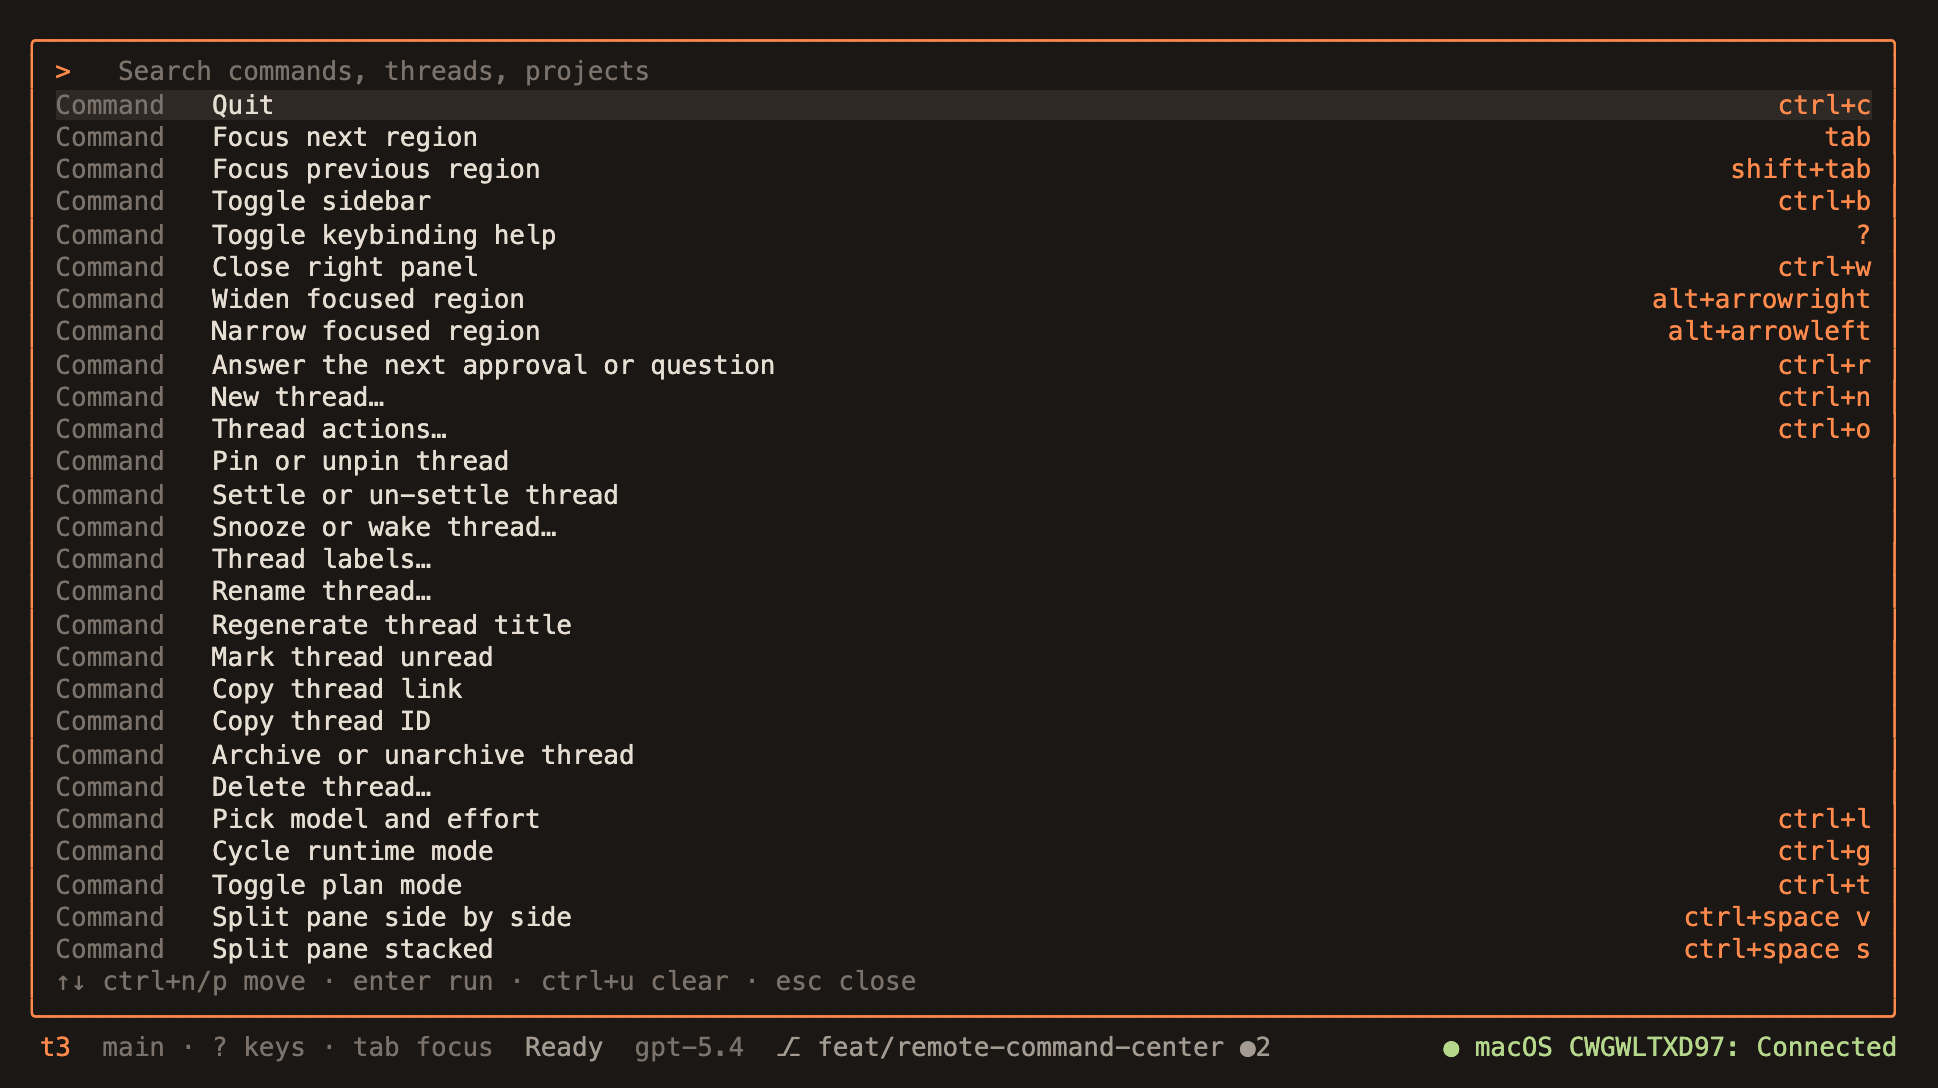 > Search commands, threads, projects
Command Quit ctrl+c
Command Focus next region tab
Command Focus previous region shift+tab
Command Toggle sidebar ctrl+b
Command Toggle keybinding help ?
Command Close right panel ctrl+w
Command Widen focused region alt+arrowright
Command Narrow focused region alt+arrowleft
Command Answer the next approval or question ctrl+r
Command New thread… ctrl+n
Command Thread actions… ctrl+o
Command Pin or unpin thread
Command Settle or un-settle thread
Command Snooze or wake thread…
Command Thread labels…
Command Rename thread…
Command Regenerate thread title
Command Mark thread unread
Command Copy thread link
Command Copy thread ID
Command Archive or unarchive thread
Command Delete thread…
Command Pick model and effort ctrl+l
Command Cycle runtime mode ctrl+g
Command Toggle plan mode ctrl+t
Command Split pane side by side ctrl+space v
Command Split pane stacked ctrl+space s
↑↓ ctrl+n/p move · enter run · ctrl+u clear · esc close
t3 main · ? keys · tab focus Ready gpt-5.4 ⎇ feat/remote-command-center ●2 ● macOS CWGWLTXD97: Connected